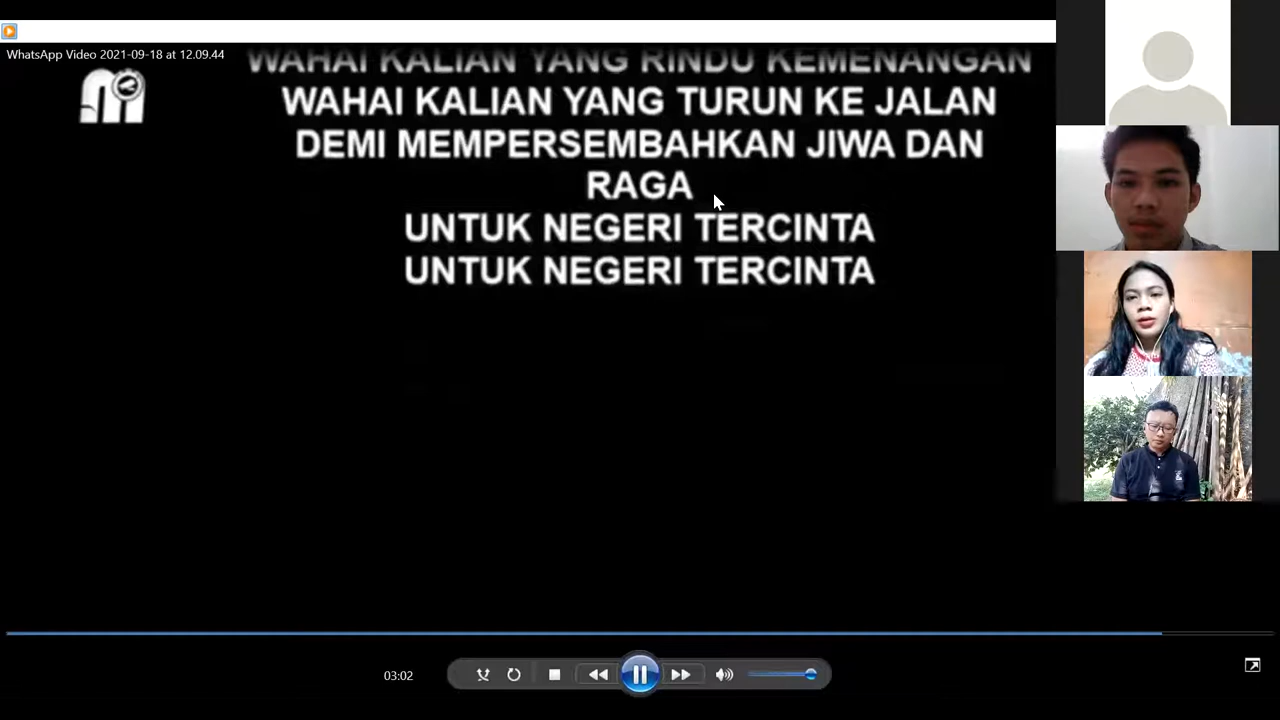 WhatsApp Video 2021-09-18 at 12.09.44
WAHAI KALIAN YANG RINDU KEMENANGAN
WAHAI KALIAN YANG TURUN KE JALAN
DEMI MEMPERSEMBAHKAN JIWA DAN
RAGA
UNTUK NEGERI TERCINTA
UNTUK NEGERI TERCINTA
03:02